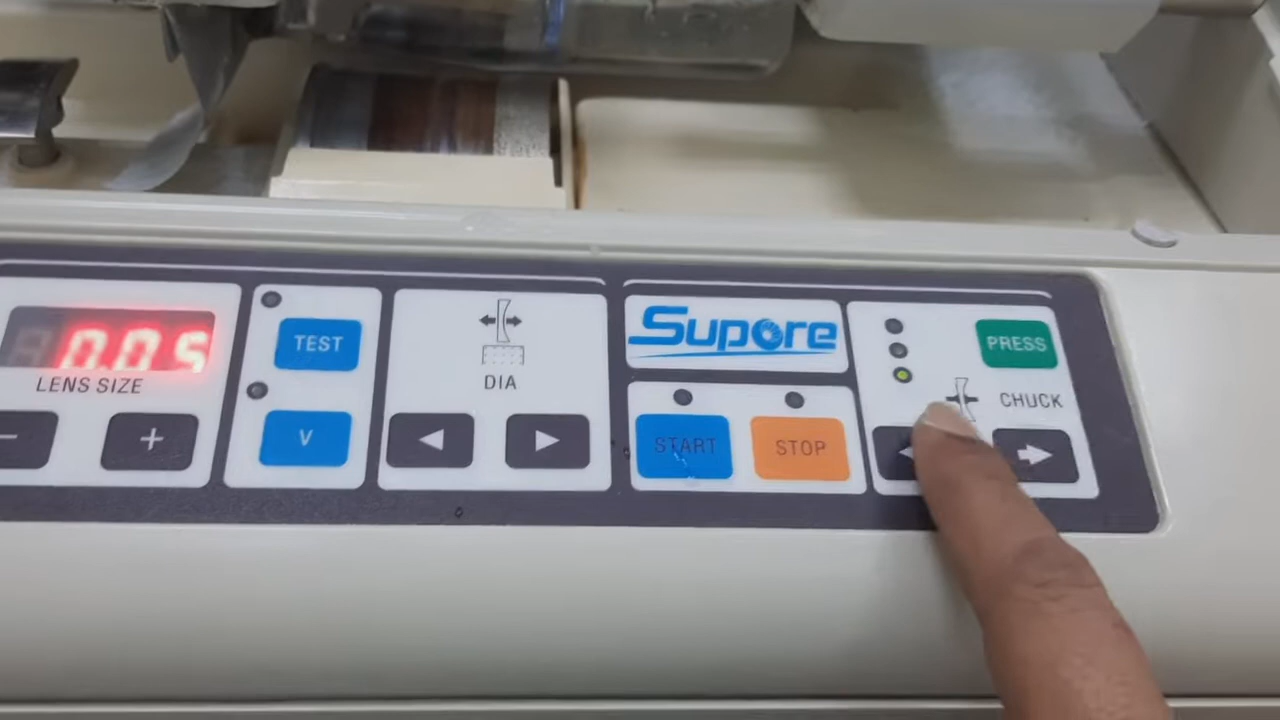 0.05
LENS SIZE
− +
TEST
V
DIA
Supore
START
STOP
PRESS
CHUCK